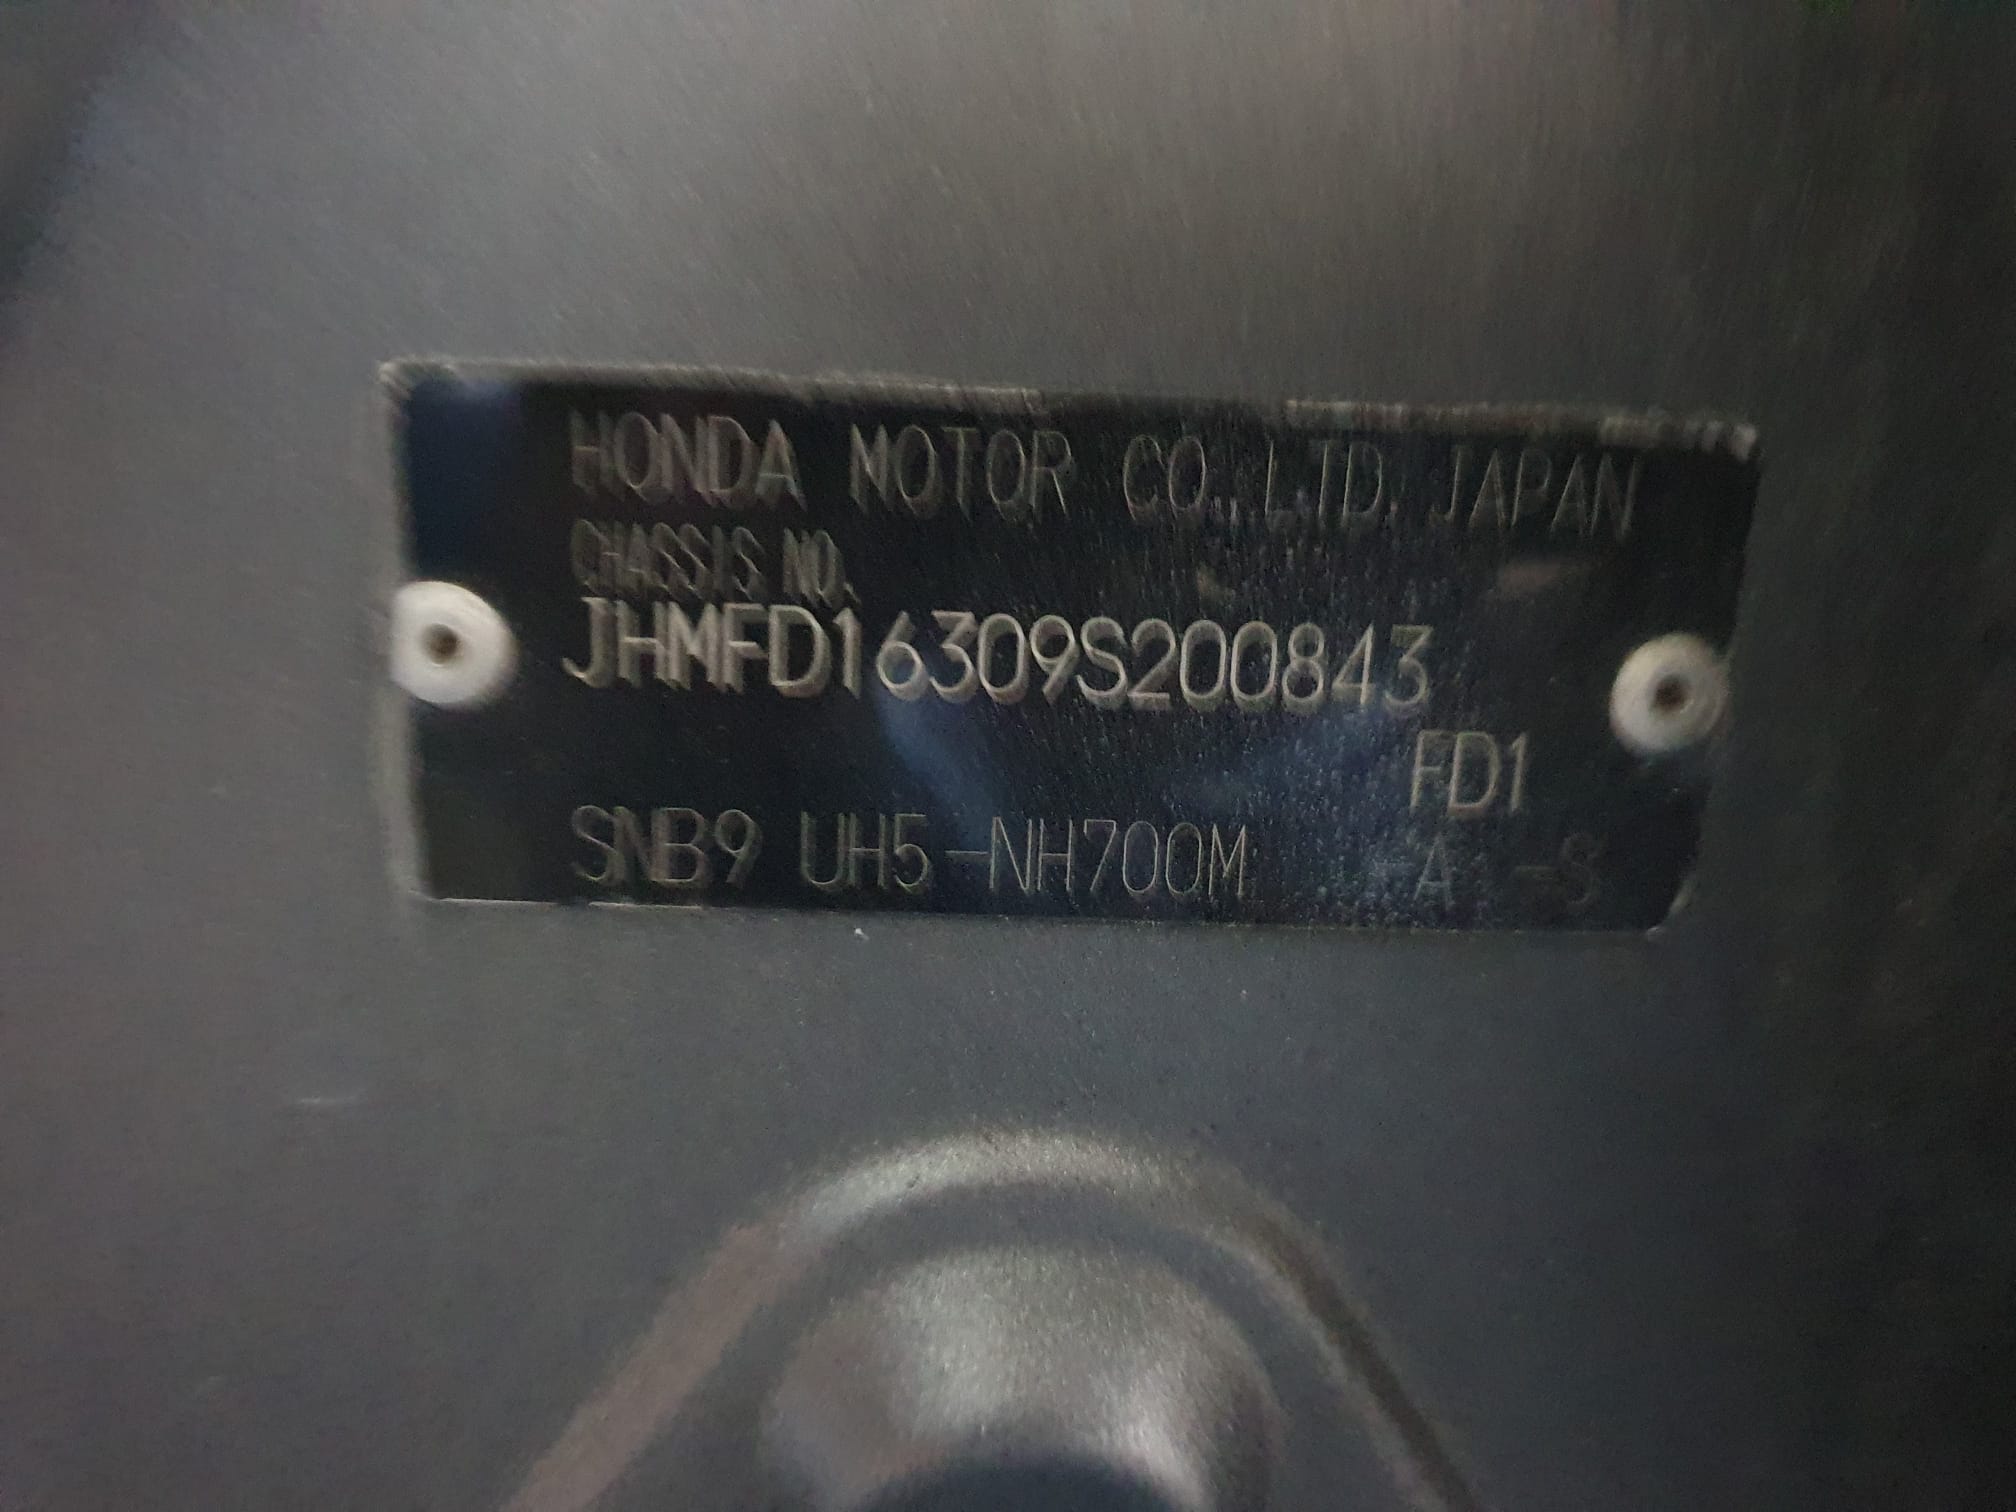 HONDA MOTOR CO.,LTD. JAPAN
CHASSIS NO.
JHMFD16309S200843
FD1
SNB9 UH5-NH700M -A -S